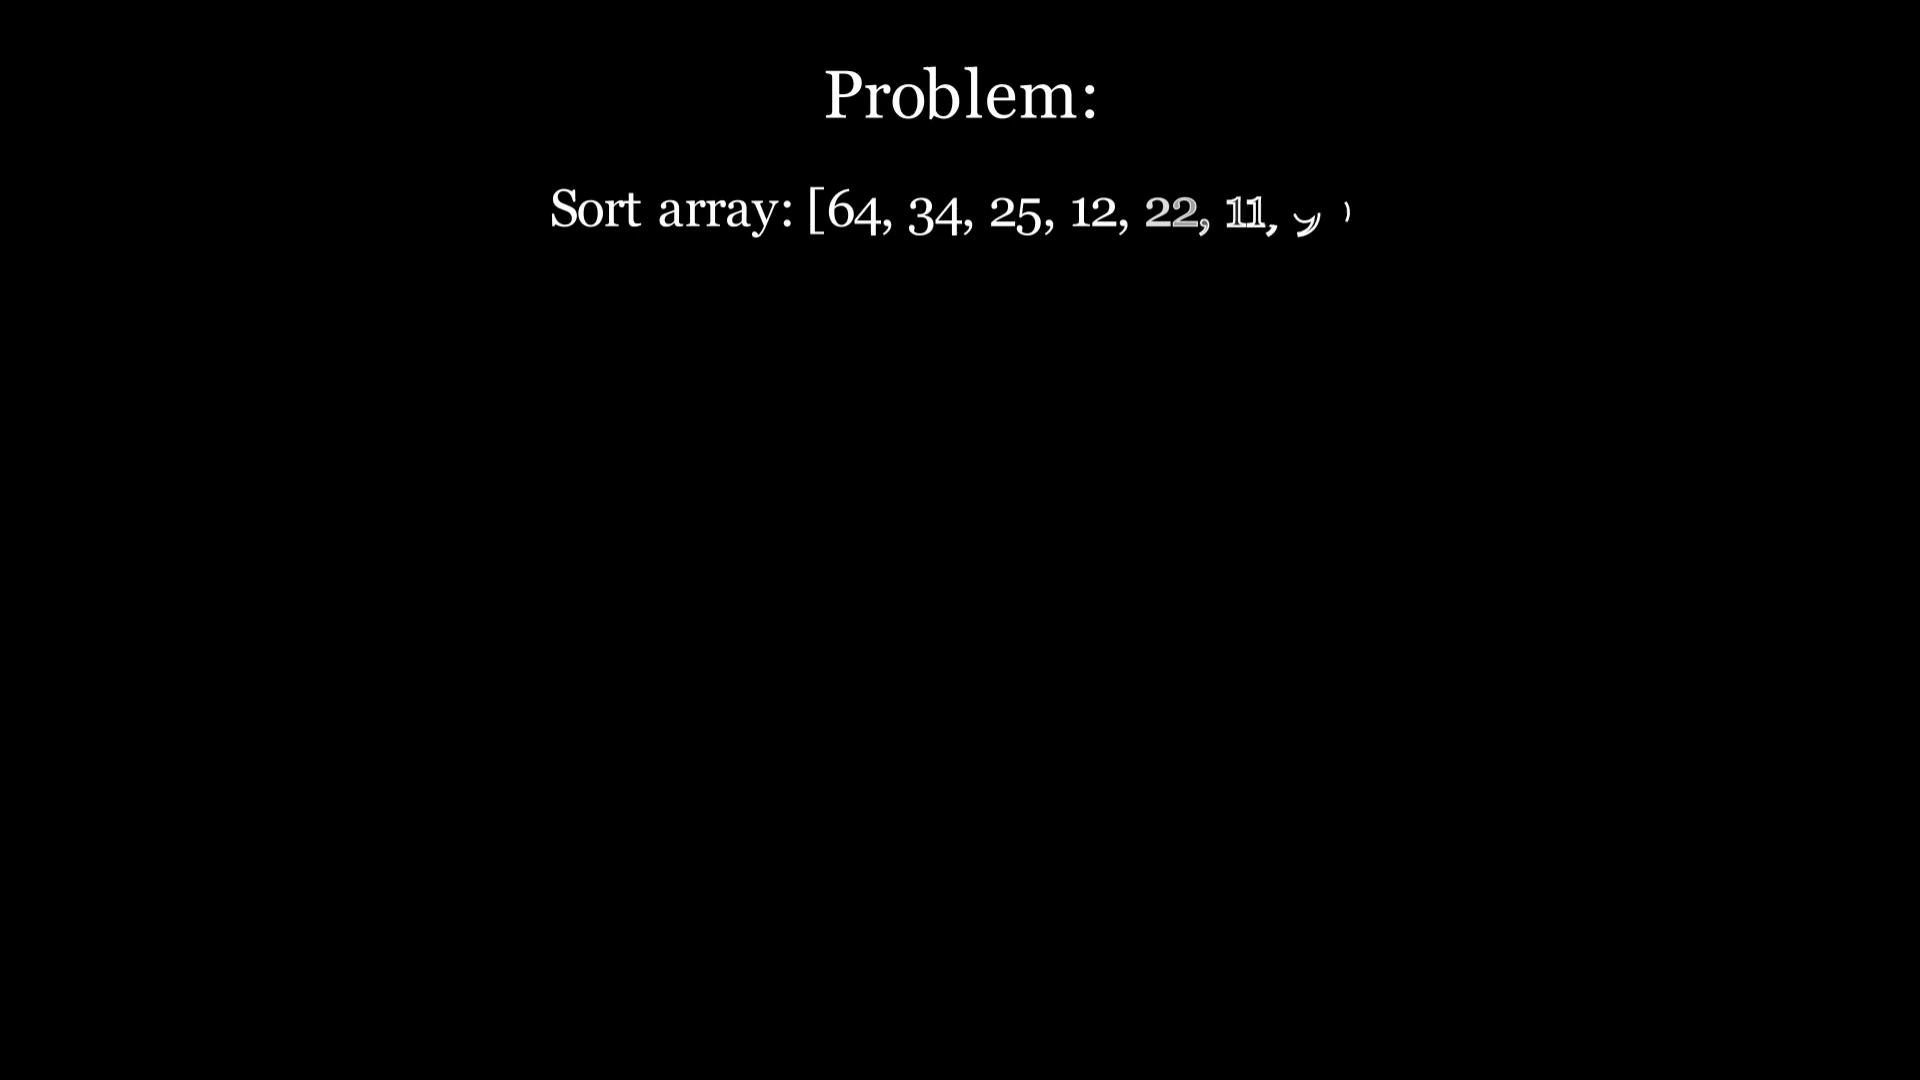 Problem:
Sort array: [64, 34, 25, 12, 22, 11,